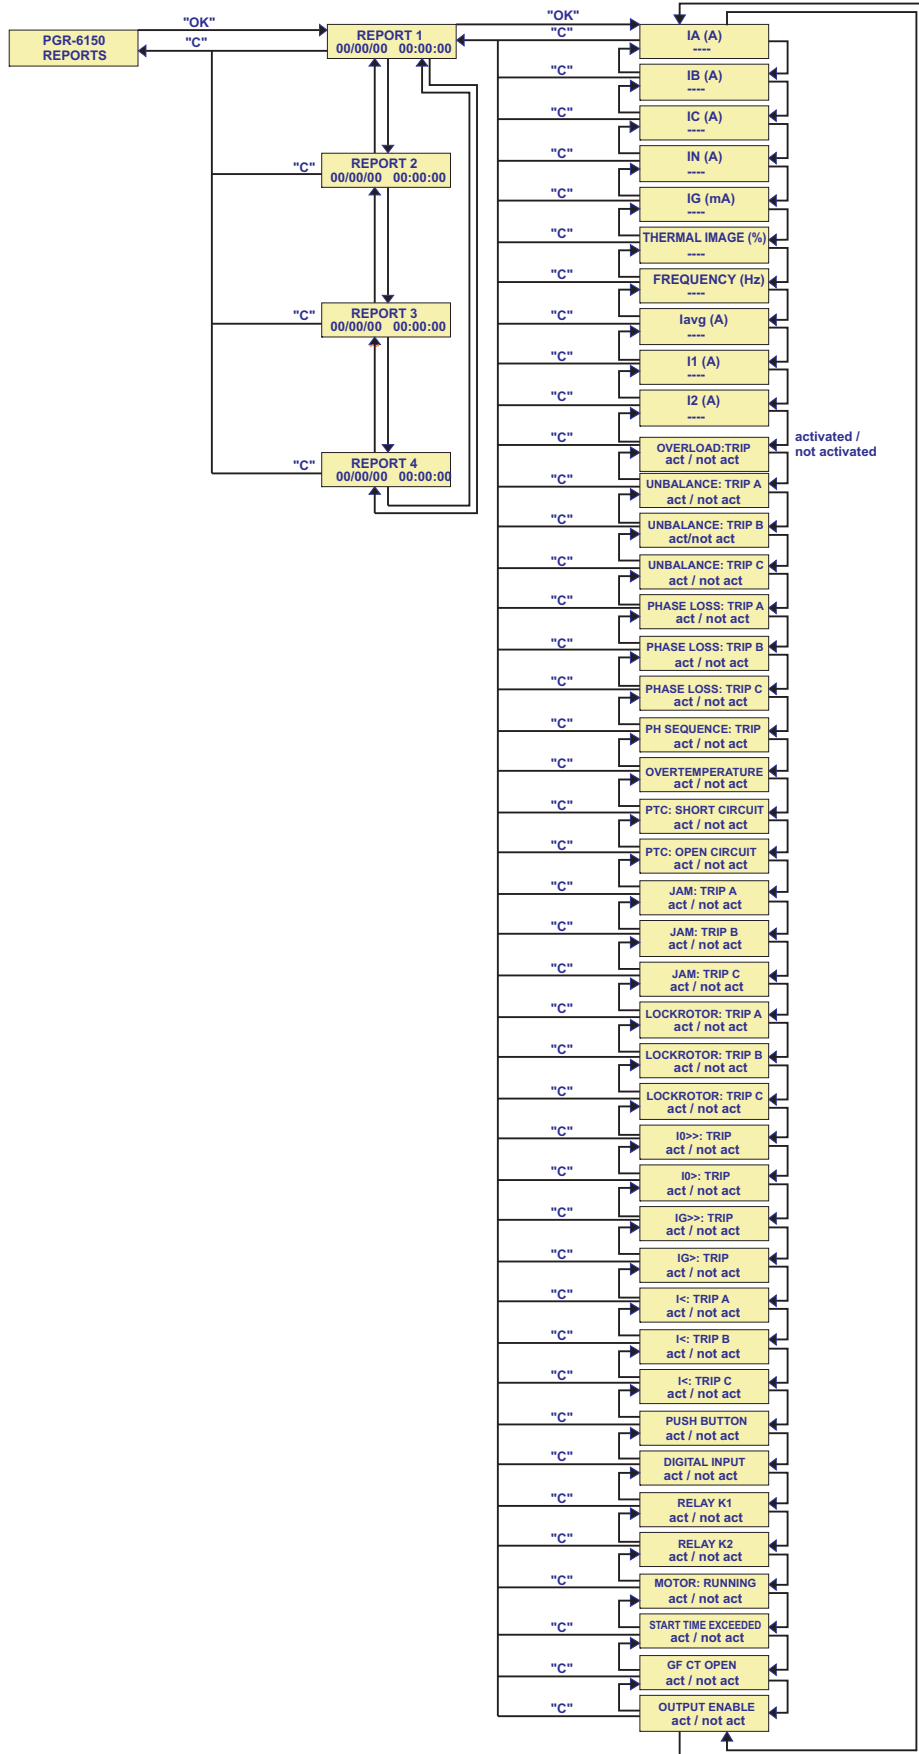 "OK"
PGR-6150
REPORTS
"C"
REPORT 1
00/00/00 00:00:00
"C"
REPORT 2
00/00/00 00:00:00
"C"
REPORT 3
00/00/00 00:00:00
"C"
REPORT 4
00/00/00 00:00:00
"OK"
"C"
IA (A)
----
"C"
IB (A)
----
"C"
IC (A)
----
"C"
IN (A)
----
"C"
IG (mA)
----
"C"
THERMAL IMAGE (%)
----
"C"
FREQUENCY (Hz)
----
"C"
Iavg (A)
----
"C"
I1 (A)
----
"C"
I2 (A)
----
activated /
not activated
"C"
OVERLOAD:TRIP
act / not act
"C"
UNBALANCE: TRIP A
act / not act
"C"
UNBALANCE: TRIP B
act/not act
"C"
UNBALANCE: TRIP C
act / not act
"C"
PHASE LOSS: TRIP A
act / not act
"C"
PHASE LOSS: TRIP B
act / not act
"C"
PHASE LOSS: TRIP C
act / not act
"C"
PH SEQUENCE: TRIP
act / not act
"C"
OVERTEMPERATURE
act / not act
"C"
PTC: SHORT CIRCUIT
act / not act
"C"
PTC: OPEN CIRCUIT
act / not act
"C"
JAM: TRIP A
act / not act
"C"
JAM: TRIP B
act / not act
"C"
JAM: TRIP C
act / not act
"C"
LOCKROTOR: TRIP A
act / not act
"C"
LOCKROTOR: TRIP B
act / not act
"C"
LOCKROTOR: TRIP C
act / not act
"C"
I0>>: TRIP
act / not act
"C"
I0>: TRIP
act / not act
"C"
IG>>: TRIP
act / not act
"C"
IG>: TRIP
act / not act
"C"
I<: TRIP A
act / not act
"C"
I<: TRIP B
act / not act
"C"
I<: TRIP C
act / not act
"C"
PUSH BUTTON
act / not act
"C"
DIGITAL INPUT
act / not act
"C"
RELAY K1
act / not act
"C"
RELAY K2
act / not act
"C"
MOTOR: RUNNING
act / not act
"C"
START TIME EXCEEDED
act / not act
"C"
GF CT OPEN
act / not act
"C"
OUTPUT ENABLE
act / not act